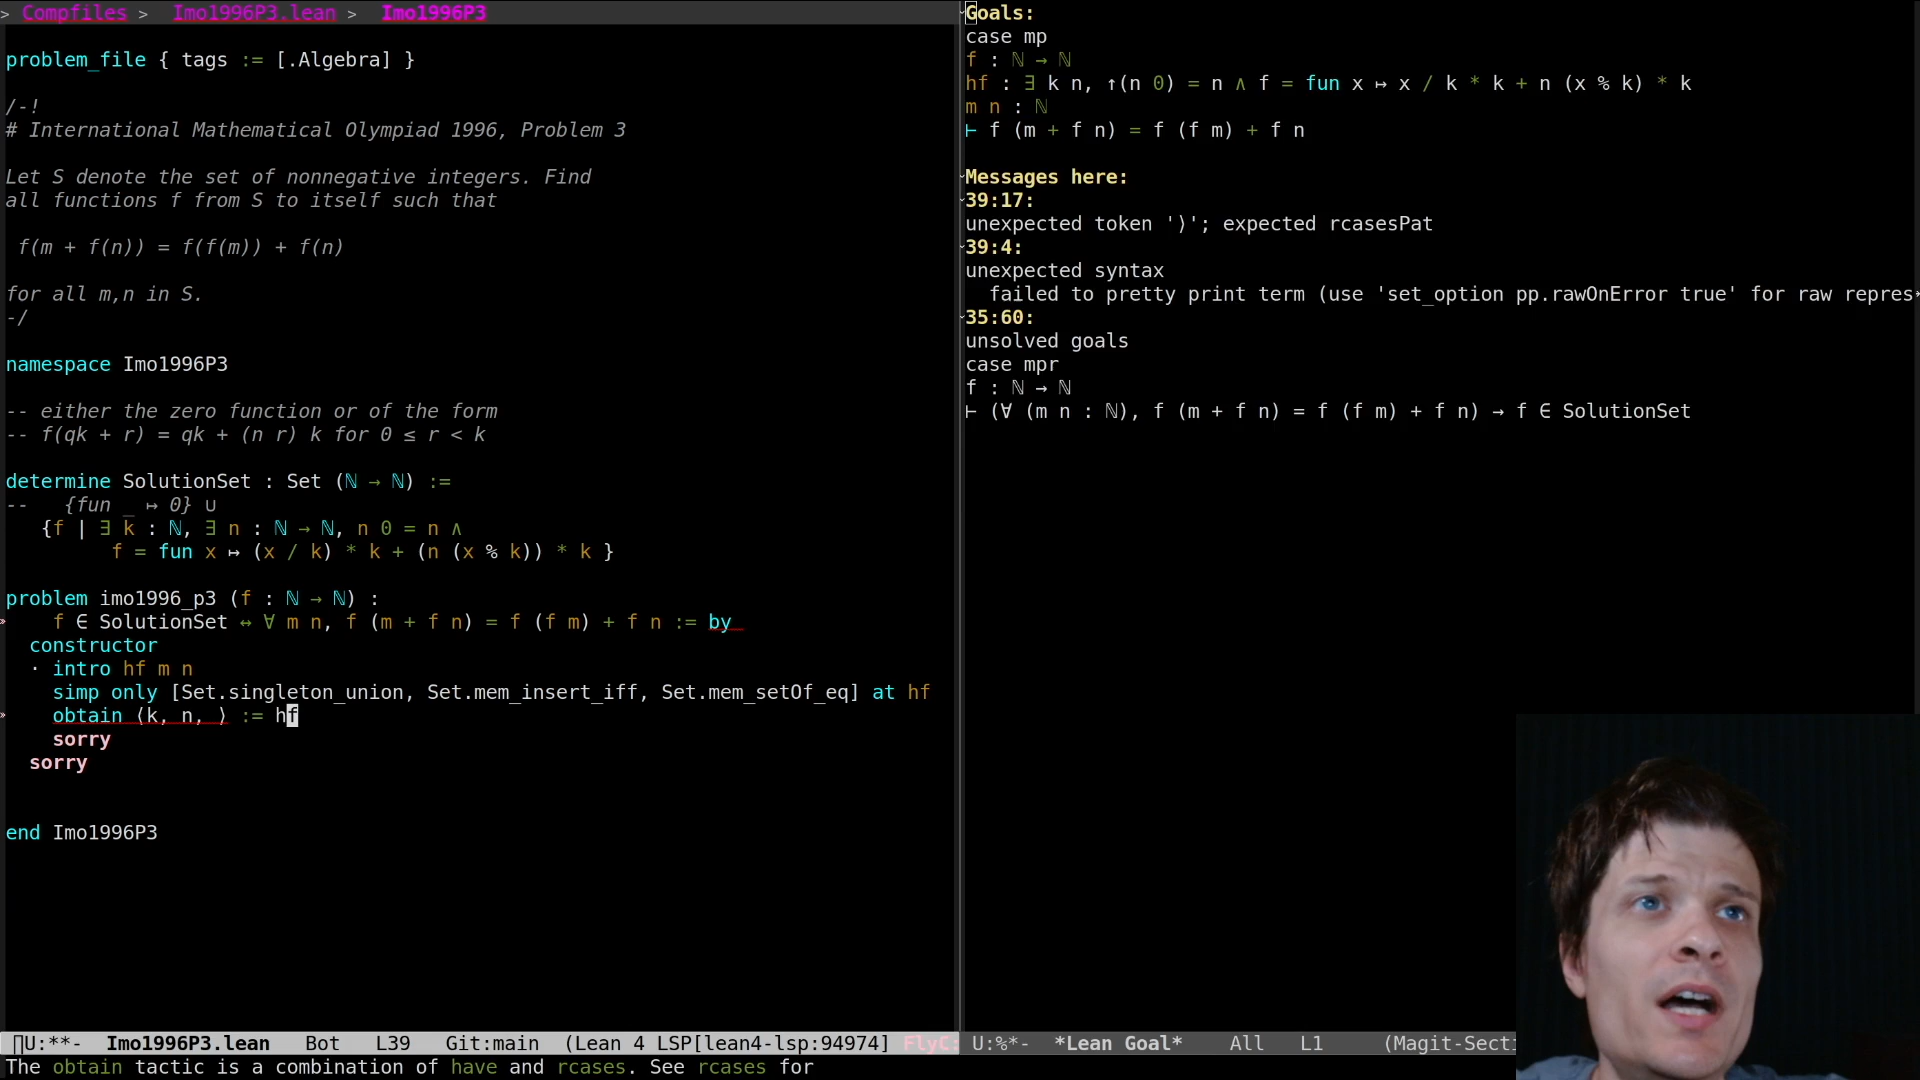 > Compfiles > Imo1996P3.lean > Imo1996P3
problem_file { tags := [.Algebra] }
/-!
# International Mathematical Olympiad 1996, Problem 3
Let S denote the set of nonnegative integers. Find
all functions f from S to itself such that
f(m + f(n)) = f(f(m)) + f(n)
for all m,n in S.
-/
namespace Imo1996P3
-- either the zero function or of the form
-- f(qk + r) = qk + (n r) k for 0 ≤ r < k
determine SolutionSet : Set (ℕ → ℕ) :=
--   {fun _ ↦ 0} ∪
{f | ∃ k : ℕ, ∃ n : ℕ → ℕ, n 0 = n ∧
f = fun x ↦ (x / k) * k + (n (x % k)) * k }
problem imo1996_p3 (f : ℕ → ℕ) :
f ∈ SolutionSet ↔ ∀ m n, f (m + f n) = f (f m) + f n := by
constructor
· intro hf m n
simp only [Set.singleton_union, Set.mem_insert_iff, Set.mem_setOf_eq] at hf
obtain ⟨k, n, ⟩ := hf
sorry
sorry
end Imo1996P3
U:**-  Imo1996P3.lean   Bot   L39   Git:main  (Lean 4 LSP[lean4-lsp:94974] FlyC:
The obtain tactic is a combination of have and rcases. See rcases for
Goals:
case mp
f : ℕ → ℕ
hf : ∃ k n, ↑(n 0) = n ∧ f = fun x ↦ x / k * k + n (x % k) * k
m n : ℕ
⊢ f (m + f n) = f (f m) + f n
Messages here:
39:17:
unexpected token '⟩'; expected rcasesPat
39:4:
unexpected syntax
failed to pretty print term (use 'set_option pp.rawOnError true' for raw repres
35:60:
unsolved goals
case mpr
f : ℕ → ℕ
⊢ (∀ (m n : ℕ), f (m + f n) = f (f m) + f n) → f ∈ SolutionSet
U:%*-  *Lean Goal*   All   L1   (Magit-Secti